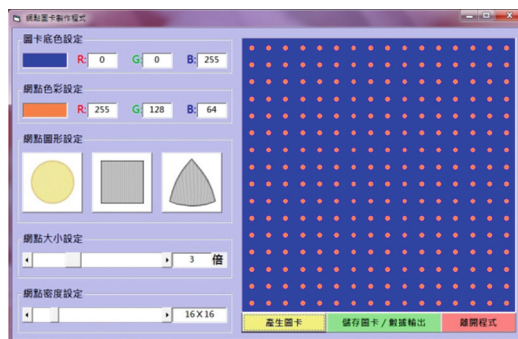 網點圖卡製作程式
圖卡底色設定
R: 0 G: 0 B: 255
網點色彩設定
R: 255 G: 128 B: 64
網點圖形設定
網點大小設定
3 倍
網點密度設定
16X16
產生圖卡 儲存圖卡/數據輸出 離開程式